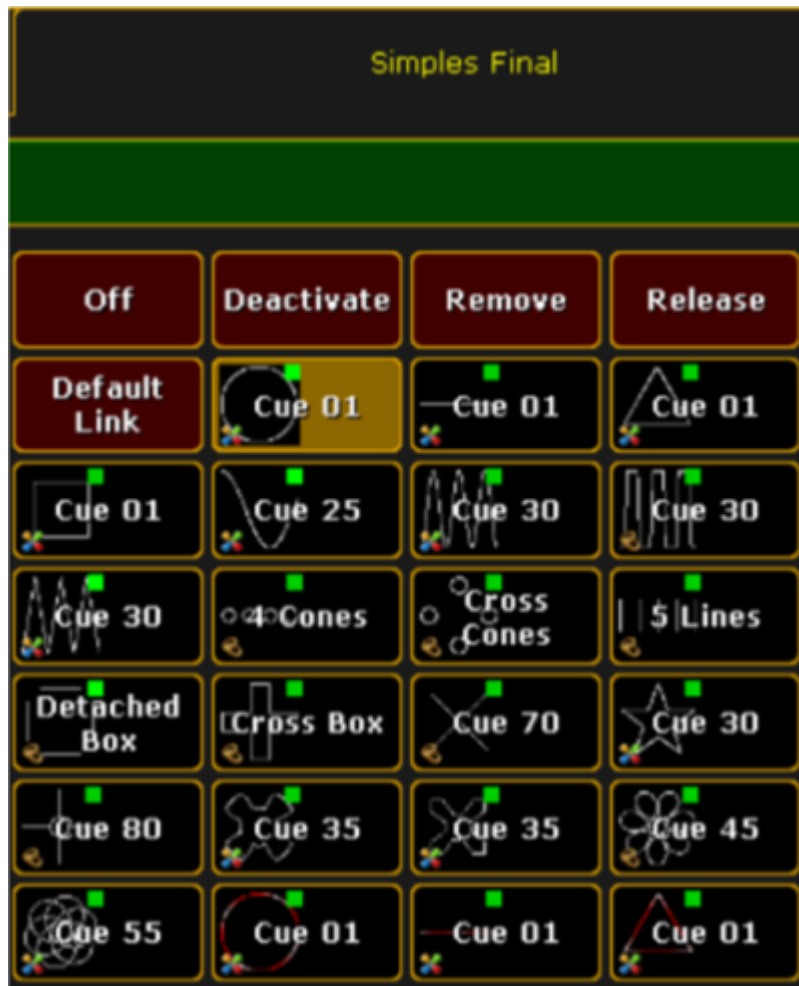 Simples Final
Off
Deactivate
Remove
Release
Default
Link
Cue 01
Cue 01
Cue 01
Cue 01
Cue 25
Cue 30
Cue 30
Cue 30
4 Cones
Cross
Cones
5 Lines
Detached
Box
Cross Box
Cue 70
Cue 30
Cue 80
Cue 35
Cue 35
Cue 45
Cue 55
Cue 01
Cue 01
Cue 01